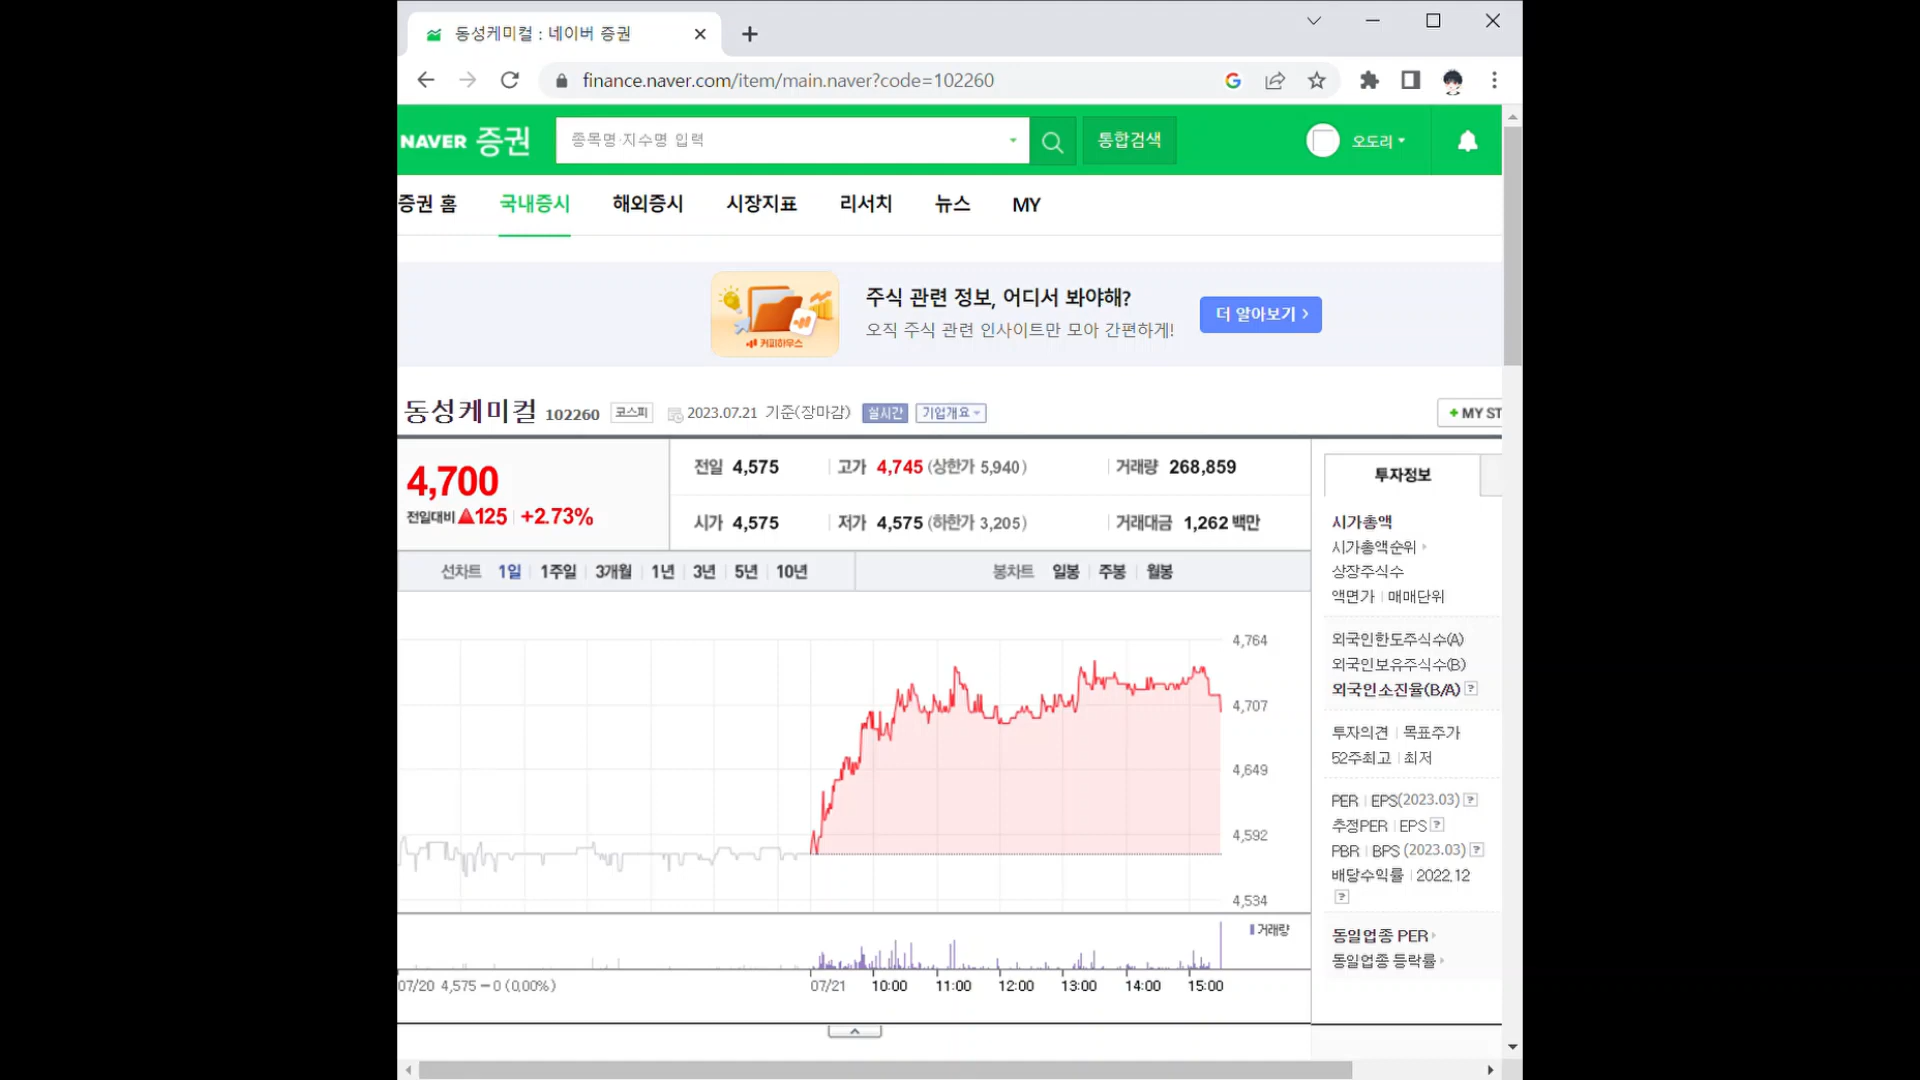 동성케미컬 : 네이버 증권
finance.naver.com/item/main.naver?code=102260
NAVER 증권 종목명·지수명 입력 통합검색 오도리
증권 홈 국내증시 해외증시 시장지표 리서치 뉴스 MY
주식 관련 정보, 어디서 봐야해?
오직 주식 관련 인사이트만 모아 간편하게!
더 알아보기 >
커피하우스
동성케미컬 102260 코스피 2023.07.21 기준(장마감) 실시간 기업개요 + MY ST
4,700
전일대비 ▲125 +2.73%
전일 4,575 고가 4,745 (상한가 5,940) 거래량 268,859
시가 4,575 저가 4,575 (하한가 3,205) 거래대금 1,262 백만
선차트 1일 1주일 3개월 1년 3년 5년 10년 봉차트 일봉 주봉 월봉
4,764
4,707
4,649
4,592
4,534
거래량
07/20 4,575 − 0 (0.00%) 07/21 10:00 11:00 12:00 13:00 14:00 15:00
투자정보
시가총액
시가총액순위
상장주식수
액면가 매매단위
외국인한도주식수(A)
외국인보유주식수(B)
외국인소진율(B/A) ?
투자의견 목표주가
52주최고 최저
PER EPS(2023.03) ?
추정PER EPS ?
PBR BPS (2023.03) ?
배당수익률 2022.12
?
동일업종 PER
동일업종 등락률